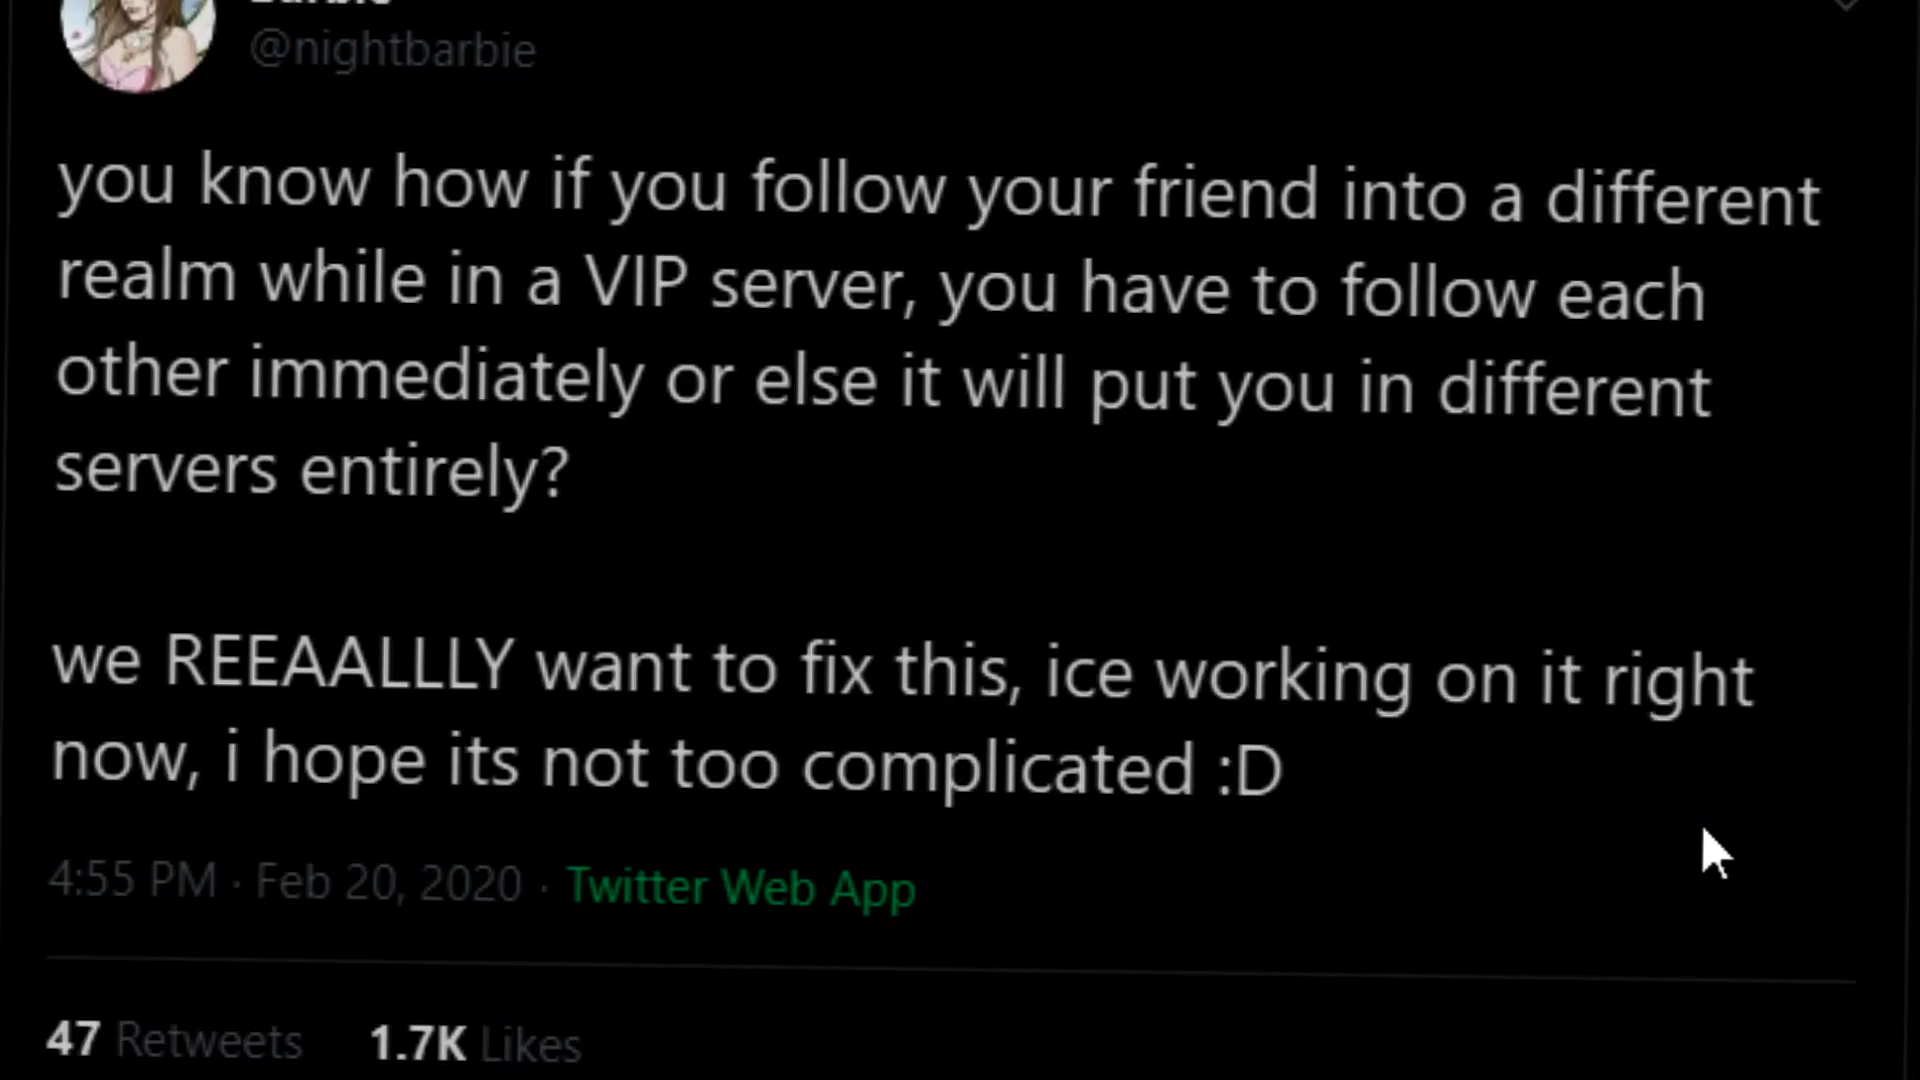 @nightbarbie
you know how if you follow your friend into a different
realm while in a VIP server, you have to follow each
other immediately or else it will put you in different
servers entirely?
we REEAALLLY want to fix this, ice working on it right
now, i hope its not too complicated :D
4:55 PM · Feb 20, 2020 · Twitter Web App
47 Retweets 1.7K Likes